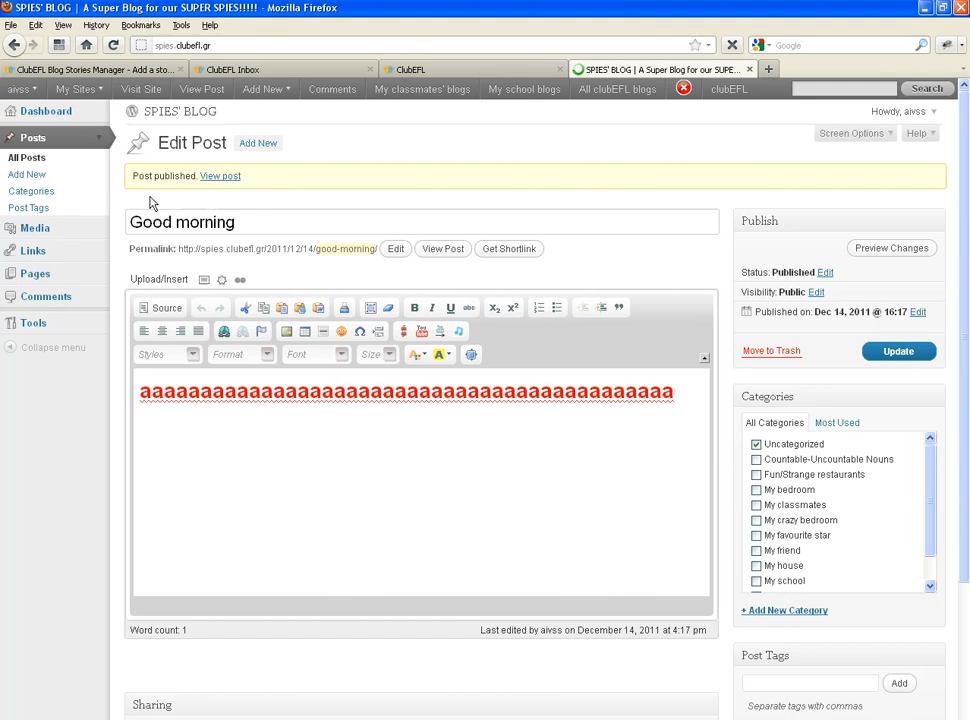 SPIES' BLOG | A Super Blog for our SUPER SPIES!!!!! - Mozilla Firefox
File Edit View History Bookmarks Tools Help
spies.clubefl.gr
Google
ClubEFL Blog Stories Manager - Add a sto...
ClubEFL Inbox
ClubEFL
SPIES' BLOG | A Super Blog for our SUPE...
aivss My Sites Visit Site View Post Add New Comments My classmates' blogs My school blogs All clubEFL blogs clubEFL Search
Dashboard
Posts
All Posts
Add New
Categories
Post Tags
Media
Links
Pages
Comments
Tools
Collapse menu
SPIES' BLOG
Howdy, aivss
Edit Post Add New
Screen Options Help
Post published. View post
Good morning
Permalink: http://spies.clubefl.gr/2011/12/14/good-morning/ Edit View Post Get Shortlink
Upload/Insert
Source
B I U abc X₂ X²
Styles Format Font Size
aaaaaaaaaaaaaaaaaaaaaaaaaaaaaaaaaaaaaaaaaaaa
Word count: 1
Last edited by aivss on December 14, 2011 at 4:17 pm
Sharing
Publish
Preview Changes
Status: Published Edit
Visibility: Public Edit
Published on: Dec 14, 2011 @ 16:17 Edit
Move to Trash Update
Categories
All Categories Most Used
Uncategorized
Countable-Uncountable Nouns
Fun/Strange restaurants
My bedroom
My classmates
My crazy bedroom
My favourite star
My friend
My house
My school
+ Add New Category
Post Tags
Add
Separate tags with commas